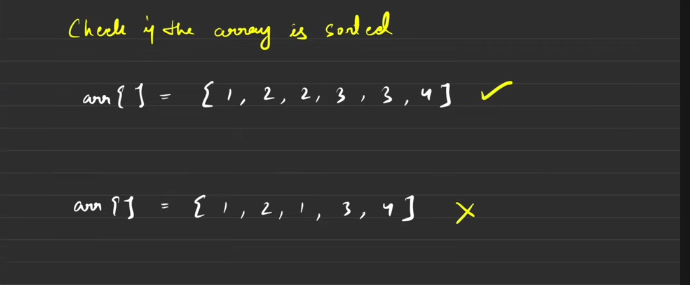 Check if the array is sorted
arr[] = [1, 2, 2, 3, 3, 4] ✓
arr[] = [1, 2, 1, 3, 4] ×